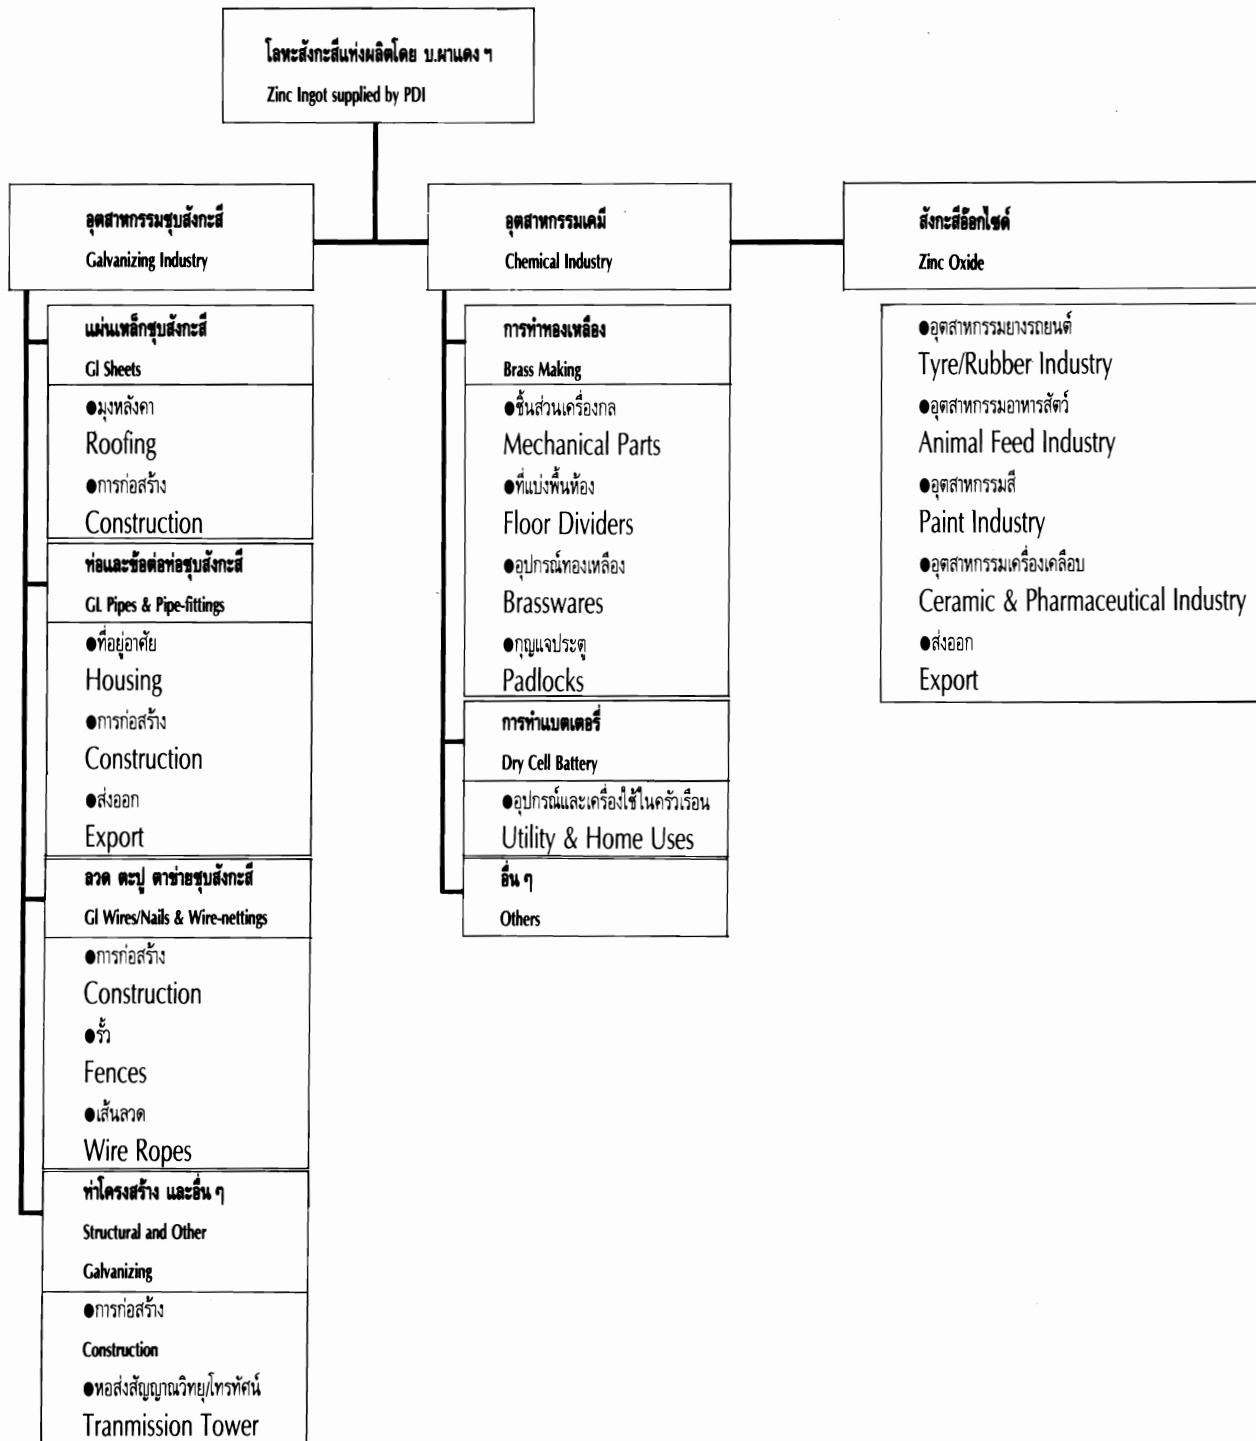 โลหะสังกะสีแท่งผลิตโดย บ.ผาแดง ฯ
Zinc Ingot supplied by PDI
อุตสาหกรรมชุบสังกะสี
Galvanizing Industry
แผ่นเหล็กชุบสังกะสี
Gl Sheets
●มุงหลังคา
Roofing
●การก่อสร้าง
Construction
ท่อและข้อต่อท่อชุบสังกะสี
GL Pipes & Pipe-fittings
●ที่อยู่อาศัย
Housing
●การก่อสร้าง
Construction
●ส่งออก
Export
ลวด ตะปู ตาข่ายชุบสังกะสี
Gl Wires/Nails & Wire-nettings
●การก่อสร้าง
Construction
●รั้ว
Fences
●เส้นลวด
Wire Ropes
ทำโครงสร้าง และอื่น ๆ
Structural and Other
Galvanizing
●การก่อสร้าง
Construction
●หอส่งสัญญาณวิทยุ/โทรทัศน์
Tranmission Tower
อุตสาหกรรมเคมี
Chemical Industry
การทำทองเหลือง
Brass Making
●ชิ้นส่วนเครื่องกล
Mechanical Parts
●ที่แบ่งพื้นห้อง
Floor Dividers
●อุปกรณ์ทองเหลือง
Brasswares
●กุญแจประตู
Padlocks
การทำแบตเตอรี่
Dry Cell Battery
●อุปกรณ์และเครื่องใช้ในครัวเรือน
Utility & Home Uses
อื่น ๆ
Others
สังกะสีอ๊อกไซด์
Zinc Oxide
●อุตสาหกรรมยางรถยนต์
Tyre/Rubber Industry
●อุตสาหกรรมอาหารสัตว์
Animal Feed Industry
●อุตสาหกรรมสี
Paint Industry
●อุตสาหกรรมเครื่องเคลือบ
Ceramic & Pharmaceutical Industry
●ส่งออก
Export